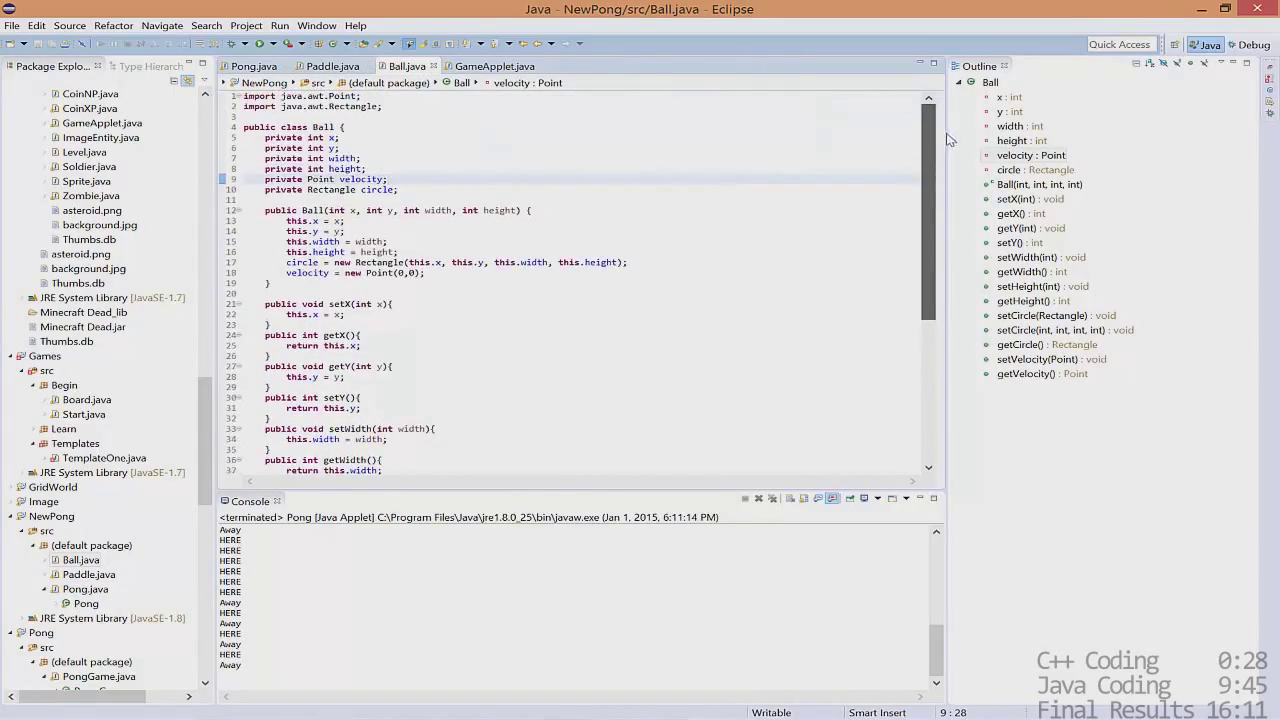 Java - NewPong/src/Ball.java - Eclipse
File Edit Source Refactor Navigate Search Project Run Window Help
Quick Access Java Debug
Package Explo... Type Hierarch
CoinNP.java
CoinXP.java
GameApplet.java
ImageEntity.java
Level.java
Soldier.java
Sprite.java
Zombie.java
asteroid.png
background.jpg
Thumbs.db
asteroid.png
background.jpg
Thumbs.db
JRE System Library [JavaSE-1.7]
Minecraft Dead_lib
Minecraft Dead.jar
Thumbs.db
Games
src
Begin
Board.java
Start.java
Learn
Templates
TemplateOne.java
JRE System Library [JavaSE-1.7]
GridWorld
Image
NewPong
src
(default package)
Ball.java
Paddle.java
Pong.java
Pong
JRE System Library [JavaSE-1.8]
Pong
src
(default package)
PongGame.java
Pong.java Paddle.java Ball.java GameApplet.java
NewPong src (default package) Ball velocity : Point
1 import java.awt.Point;
2 import java.awt.Rectangle;
3
4 public class Ball {
5 private int x;
6 private int y;
7 private int width;
8 private int height;
9 private Point velocity;
10 private Rectangle circle;
11
12 public Ball(int x, int y, int width, int height) {
13 this.x = x;
14 this.y = y;
15 this.width = width;
16 this.height = height;
17 circle = new Rectangle(this.x, this.y, this.width, this.height);
18 velocity = new Point(0,0);
19 }
20
21 public void setX(int x){
22 this.x = x;
23 }
24 public int getX(){
25 return this.x;
26 }
27 public void getY(int y){
28 this.y = y;
29 }
30 public int setY(){
31 return this.y;
32 }
33 public void setWidth(int width){
34 this.width = width;
35 }
36 public int getWidth(){
37 return this.width;
Console
<terminated> Pong [Java Applet] C:\Program Files\Java\jre1.8.0_25\bin\javaw.exe (Jan 1, 2015, 6:11:14 PM)
Away
HERE
HERE
HERE
HERE
HERE
HERE
Away
HERE
Away
HERE
Away
HERE
Away
Outline
Ball
x : int
y : int
width : int
height : int
velocity : Point
circle : Rectangle
Ball(int, int, int, int)
setX(int) : void
getX() : int
getY(int) : void
setY() : int
setWidth(int) : void
getWidth() : int
setHeight(int) : void
getHeight() : int
setCircle(Rectangle) : void
setCircle(int, int, int, int) : void
getCircle() : Rectangle
setVelocity(Point) : void
getVelocity() : Point
C++ Coding 0:28
Java Coding 9:45
Final Results 16:11
Writable Smart Insert 9 : 28